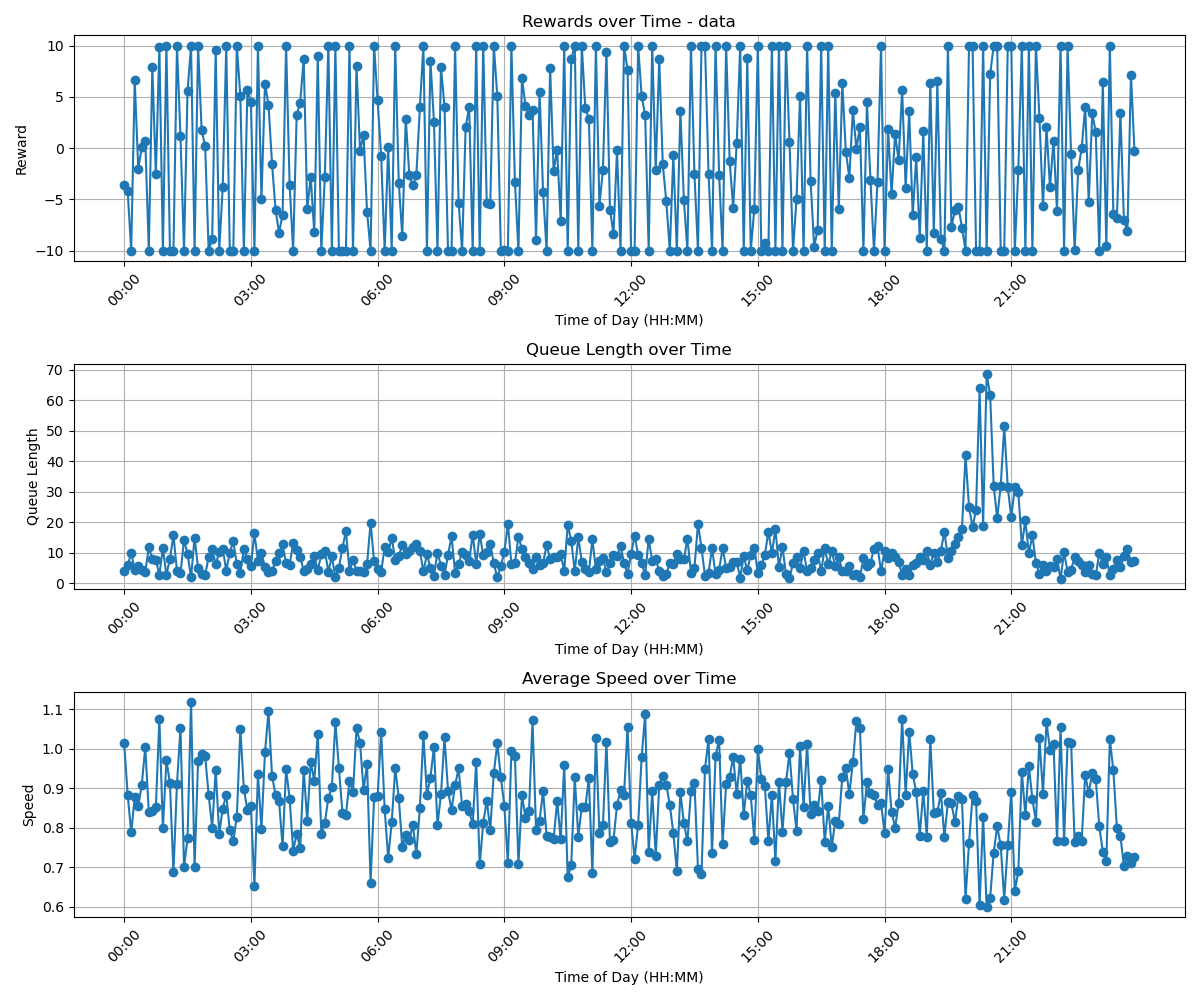 Rewards over Time - data
10
5
0
−5
−10
Reward
00:00 03:00 06:00 09:00 12:00 15:00 18:00 21:00
Time of Day (HH:MM)
Queue Length over Time
70
60
50
40
30
20
10
0
Queue Length
00:00 03:00 06:00 09:00 12:00 15:00 18:00 21:00
Time of Day (HH:MM)
Average Speed over Time
1.1
1.0
0.9
0.8
0.7
0.6
Speed
00:00 03:00 06:00 09:00 12:00 15:00 18:00 21:00
Time of Day (HH:MM)